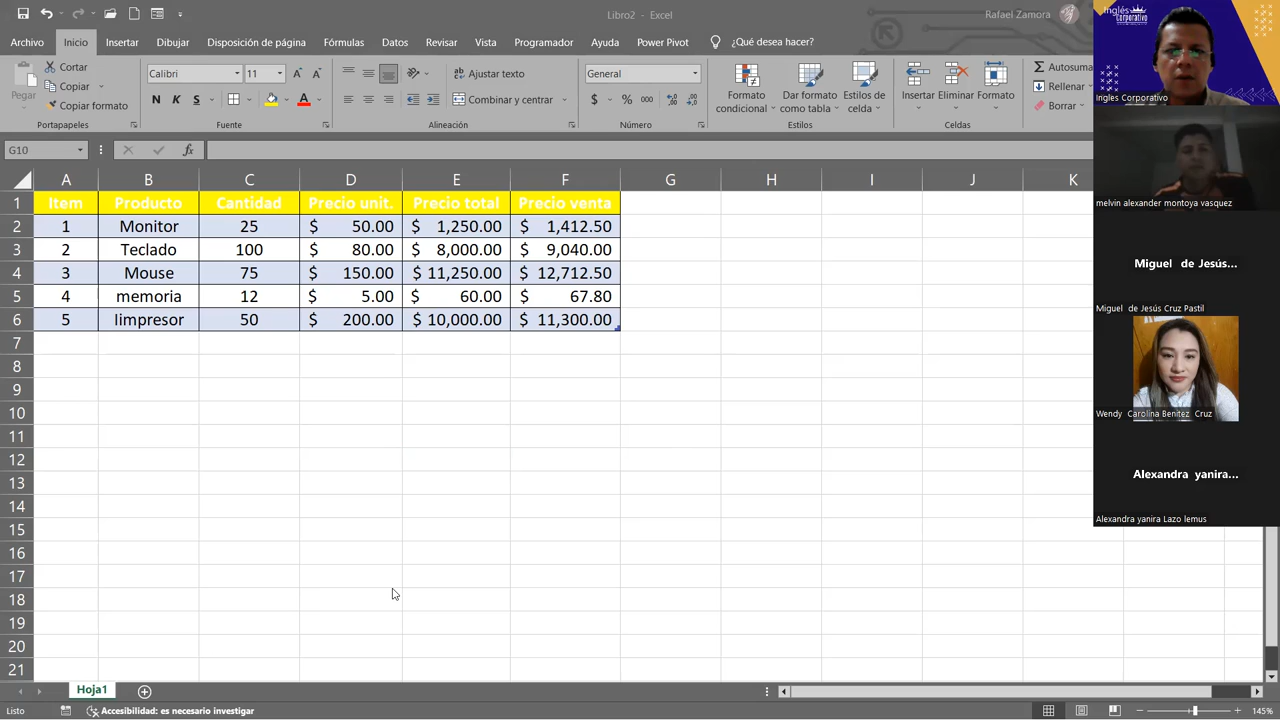 Libro2 - Excel
Rafael Zamora
Archivo Inicio Insertar Dibujar Disposición de página Fórmulas Datos Revisar Vista Programador Ayuda Power Pivot ¿Qué desea hacer?
Pegar
Cortar
Copiar
Copiar formato
Portapapeles
Calibri 11
N K S
Fuente
Ajustar texto
Combinar y centrar
Alineación
General
$ % 000
Número
Formato condicional
Dar formato como tabla
Estilos de celda
Estilos
Insertar Eliminar Formato
Celdas
Autosuma
Rellenar
Borrar
G10
fx
A B C D E F G H I J K
1 Item Producto Cantidad Precio unit. Precio total Precio venta
2 1 Monitor 25 $ 50.00 $ 1,250.00 $ 1,412.50
3 2 Teclado 100 $ 80.00 $ 8,000.00 $ 9,040.00
4 3 Mouse 75 $ 150.00 $ 11,250.00 $ 12,712.50
5 4 memoria 12 $ 5.00 $ 60.00 $ 67.80
6 5 Iimpresor 50 $ 200.00 $ 10,000.00 $ 11,300.00
7
8
9
10
11
12
13
14
15
16
17
18
19
20
21
Hoja1
Listo
Accesibilidad: es necesario investigar
145%
Inglés
Corporativo
Ingles Corporativo
melvin alexander montoya vasquez
Miguel de Jesús...
Miguel de Jesús Cruz Pastil
Wendy Carolina Benitez Cruz
Alexandra yanira...
Alexandra yanira Lazo lemus